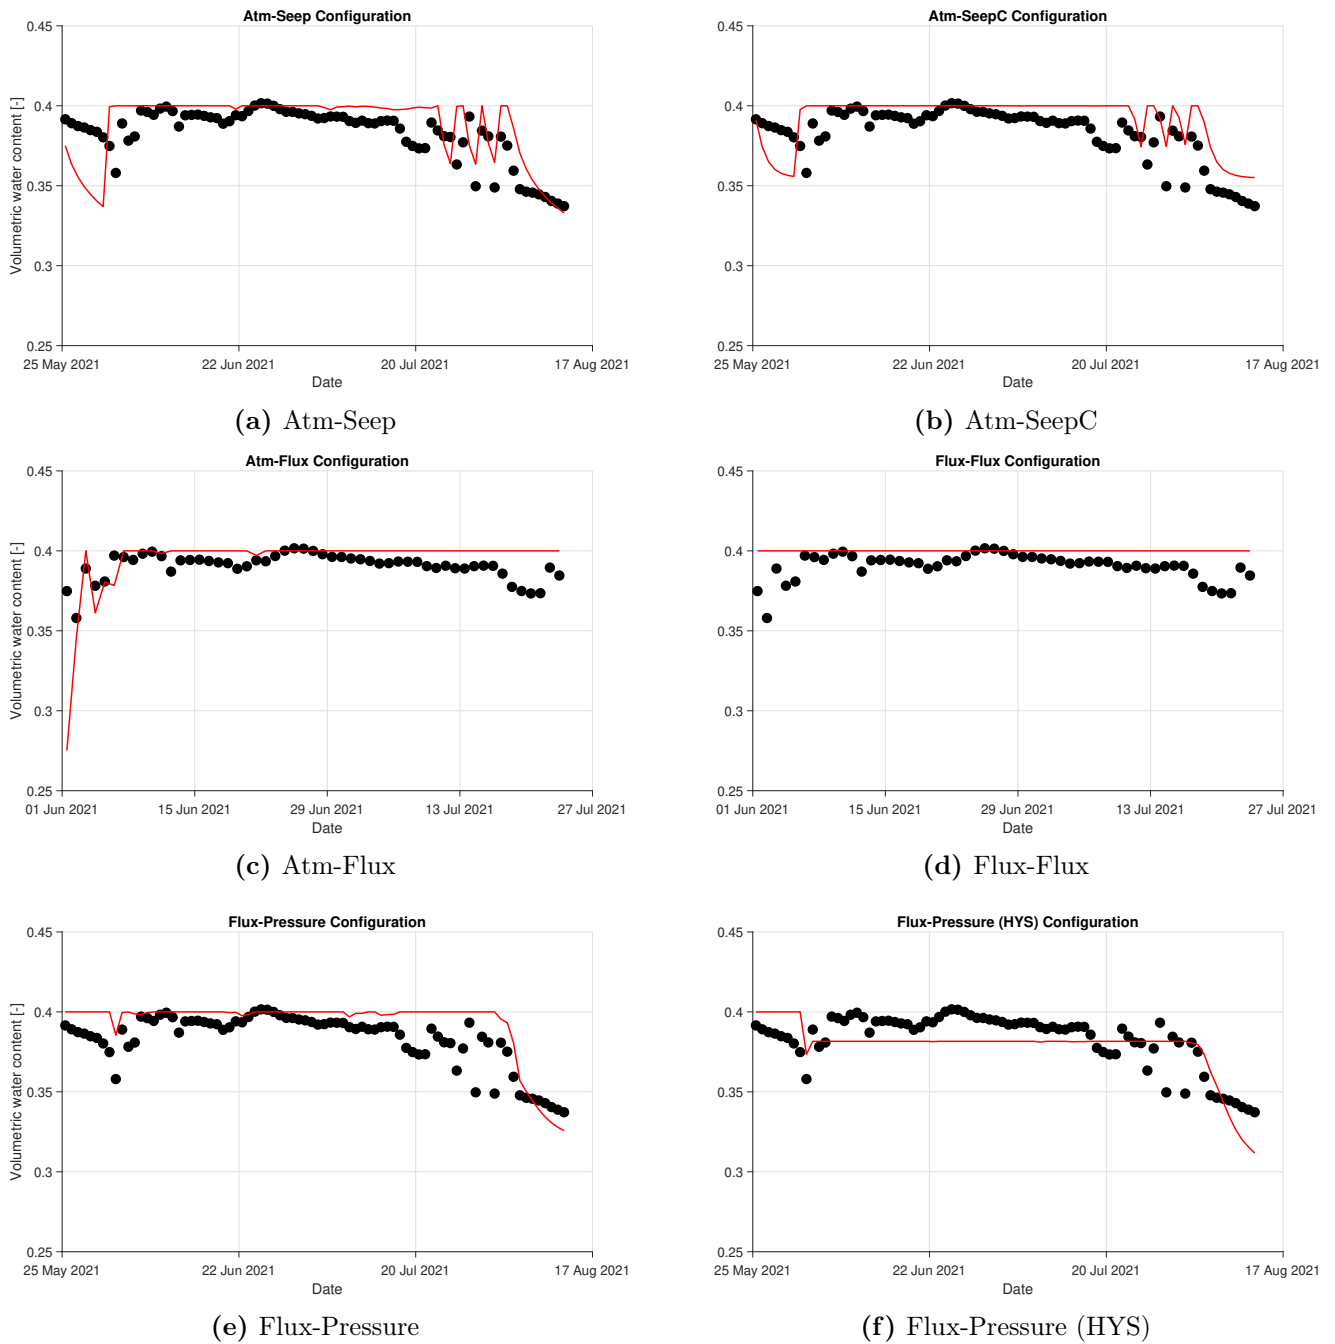 Atm-Seep Configuration
Volumetric water content [-]
0.45
0.4
0.35
0.3
0.25
25 May 2021 22 Jun 2021 20 Jul 2021 17 Aug 2021
Date
(a) Atm-Seep
Atm-SeepC Configuration
0.45
0.4
0.35
0.3
0.25
25 May 2021 22 Jun 2021 20 Jul 2021 17 Aug 2021
Date
(b) Atm-SeepC
Atm-Flux Configuration
Volumetric water content [-]
0.45
0.4
0.35
0.3
0.25
01 Jun 2021 15 Jun 2021 29 Jun 2021 13 Jul 2021 27 Jul 2021
Date
(c) Atm-Flux
Flux-Flux Configuration
0.45
0.4
0.35
0.3
0.25
01 Jun 2021 15 Jun 2021 29 Jun 2021 13 Jul 2021 27 Jul 2021
Date
(d) Flux-Flux
Flux-Pressure Configuration
Volumetric water content [-]
0.45
0.4
0.35
0.3
0.25
25 May 2021 22 Jun 2021 20 Jul 2021 17 Aug 2021
Date
(e) Flux-Pressure
Flux-Pressure (HYS) Configuration
0.45
0.4
0.35
0.3
0.25
25 May 2021 22 Jun 2021 20 Jul 2021 17 Aug 2021
Date
(f) Flux-Pressure (HYS)